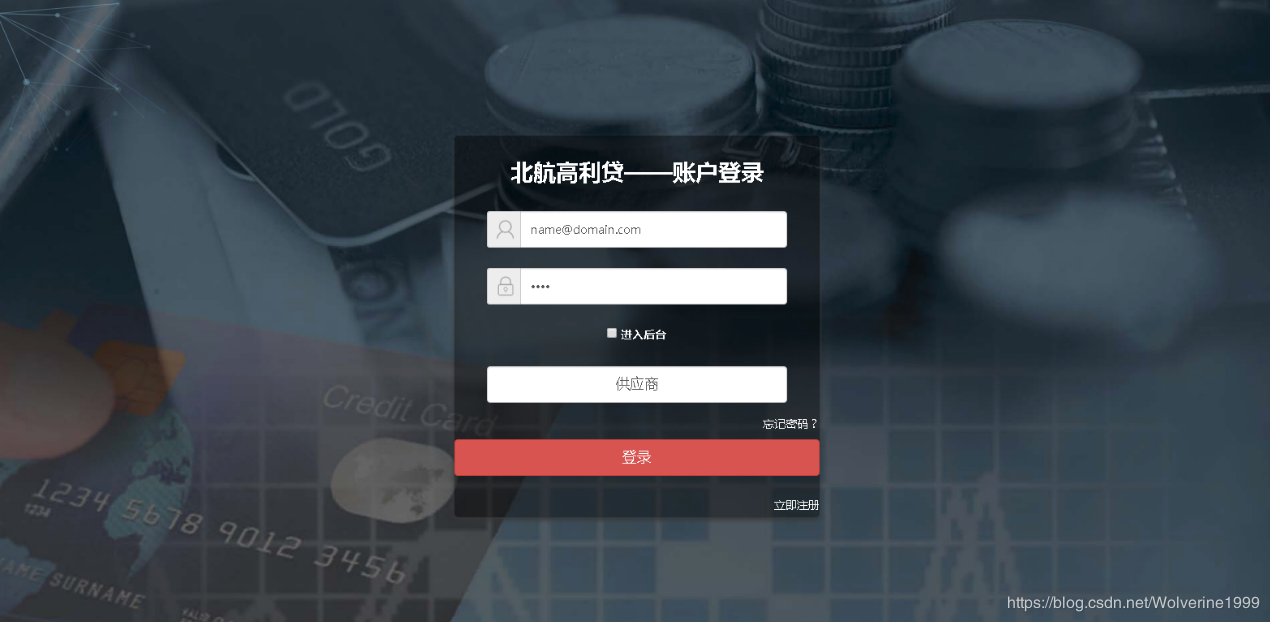 GOLD
北航高利贷——账户登录
name@domain.com
••••
进入后台
供应商
忘记密码？
登录
立即注册
Credit Card
1234 5678 9012 3456
1234
NAME SURNAME
https://blog.csdn.net/Wolverine1999